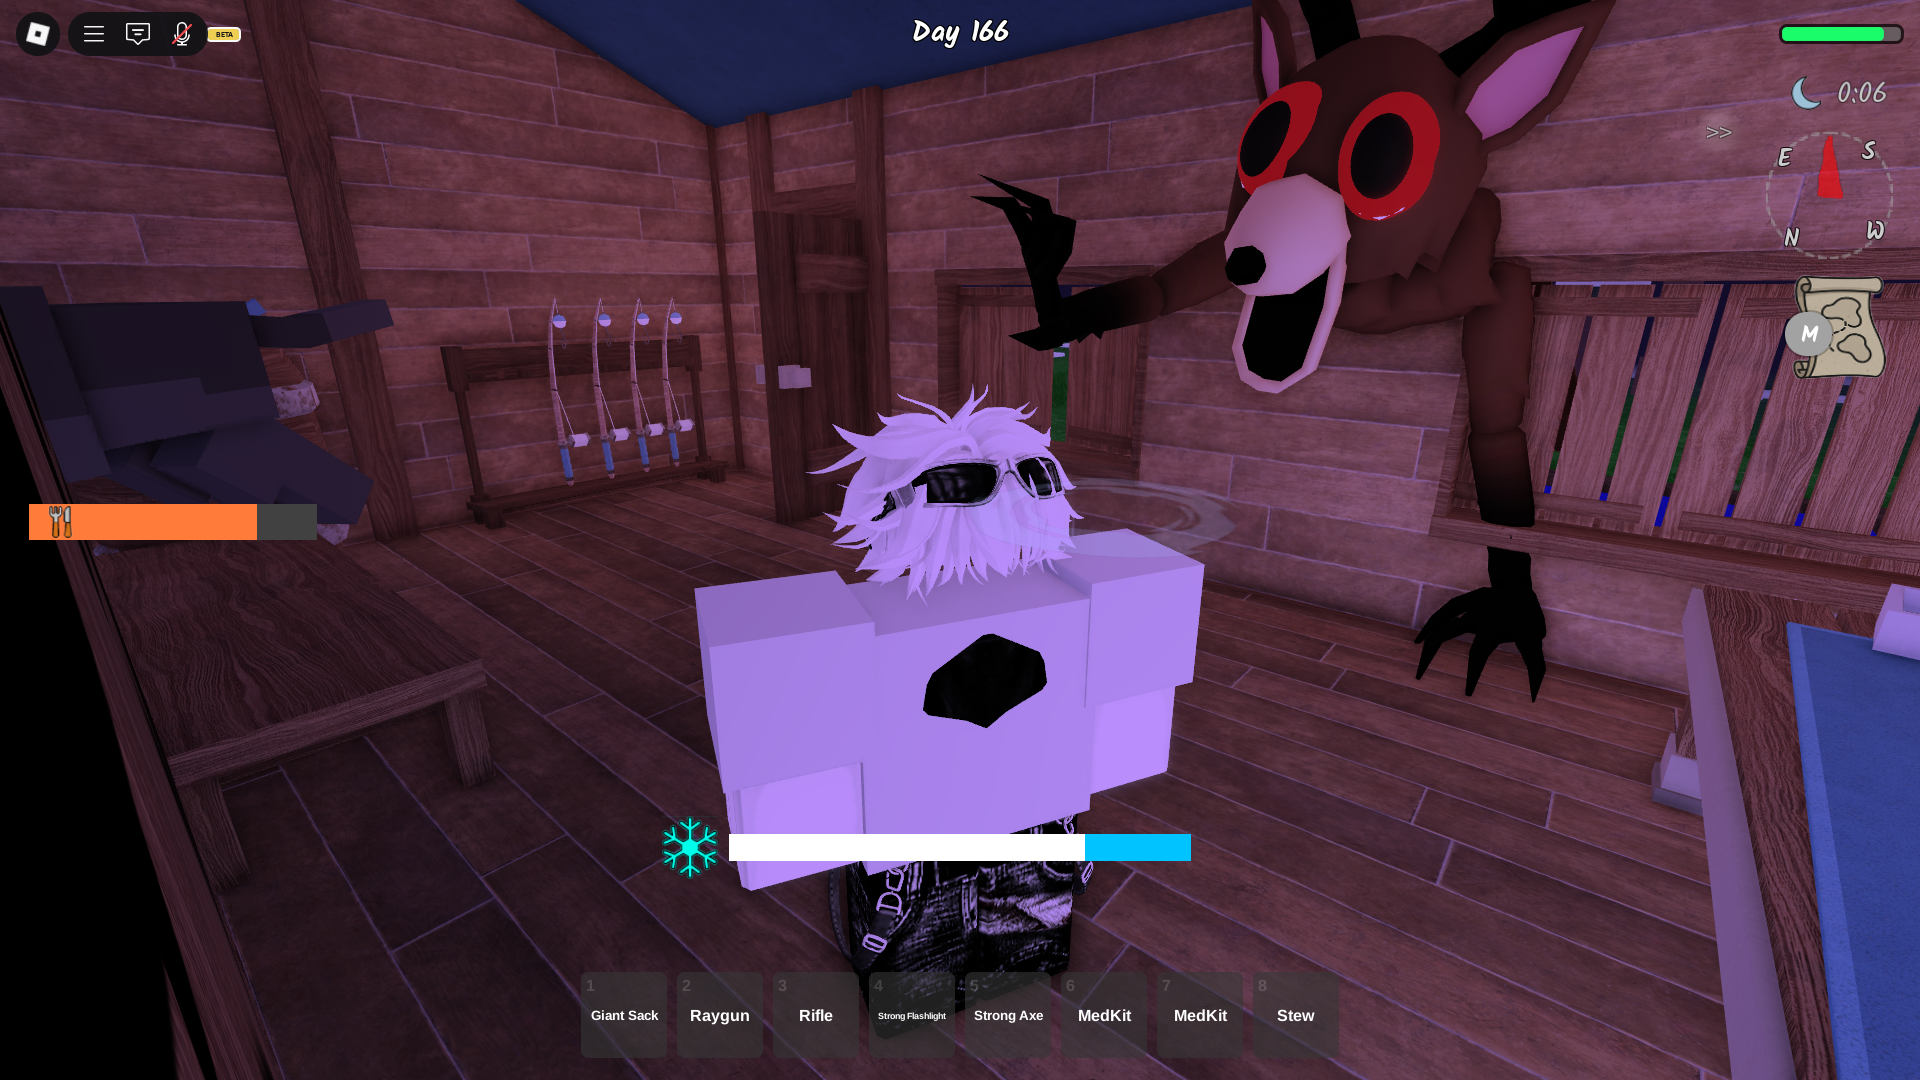 BETA
Day 166
0:06
>>
E S
N W
M
1 2 3 4 5 6 7 8
Giant Sack Raygun Rifle Strong Flashlight Strong Axe MedKit MedKit Stew